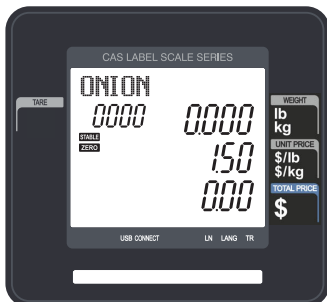 CAS LABEL SCALE SERIES
ONION
TARE
0000 0.000
WEIGHT
lb
kg
STABLE
ZERO
1.50
UNIT PRICE
$/lb
$/kg
0.00
TOTAL PRICE
$
USB CONNECT LN LANG TR